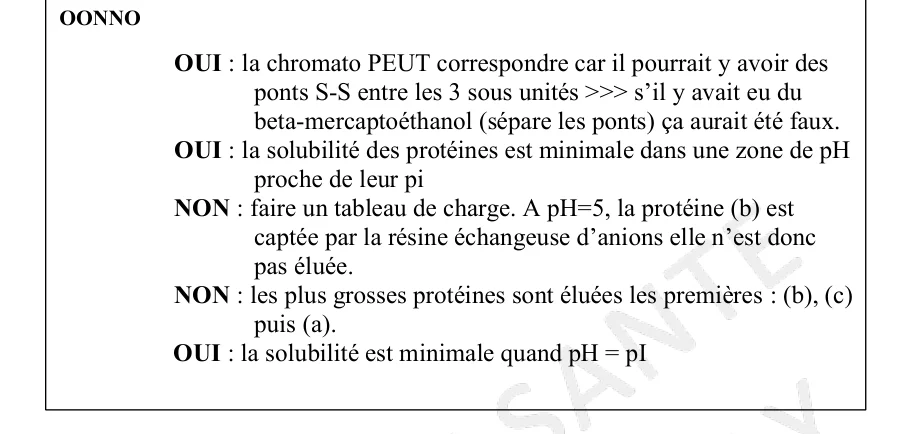 OONNO
OUI : la chromato PEUT correspondre car il pourrait y avoir des
ponts S-S entre les 3 sous unités >>> s'il y avait eu du
beta-mercaptoéthanol (sépare les ponts) ça aurait été faux.
OUI : la solubilité des protéines est minimale dans une zone de pH
proche de leur pi
NON : faire un tableau de charge. A pH=5, la protéine (b) est
captée par la résine échangeuse d'anions elle n'est donc
pas éluée.
NON : les plus grosses protéines sont éluées les premières : (b), (c)
puis (a).
OUI : la solubilité est minimale quand pH = pI
SANTE